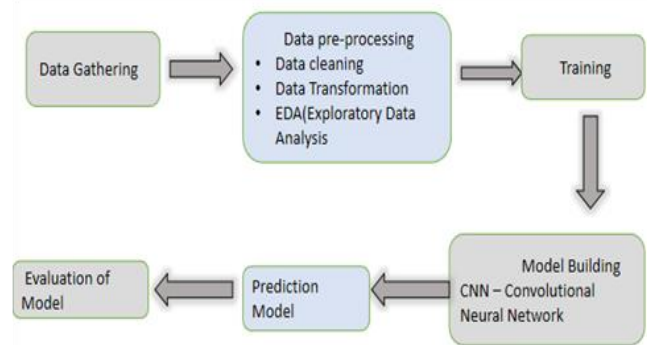 Data Gathering
Data pre-processing
• Data cleaning
• Data Transformation
• EDA(Exploratory Data
Analysis
Training
Model Building
CNN – Convolutional
Neural Network
Prediction
Model
Evaluation of
Model